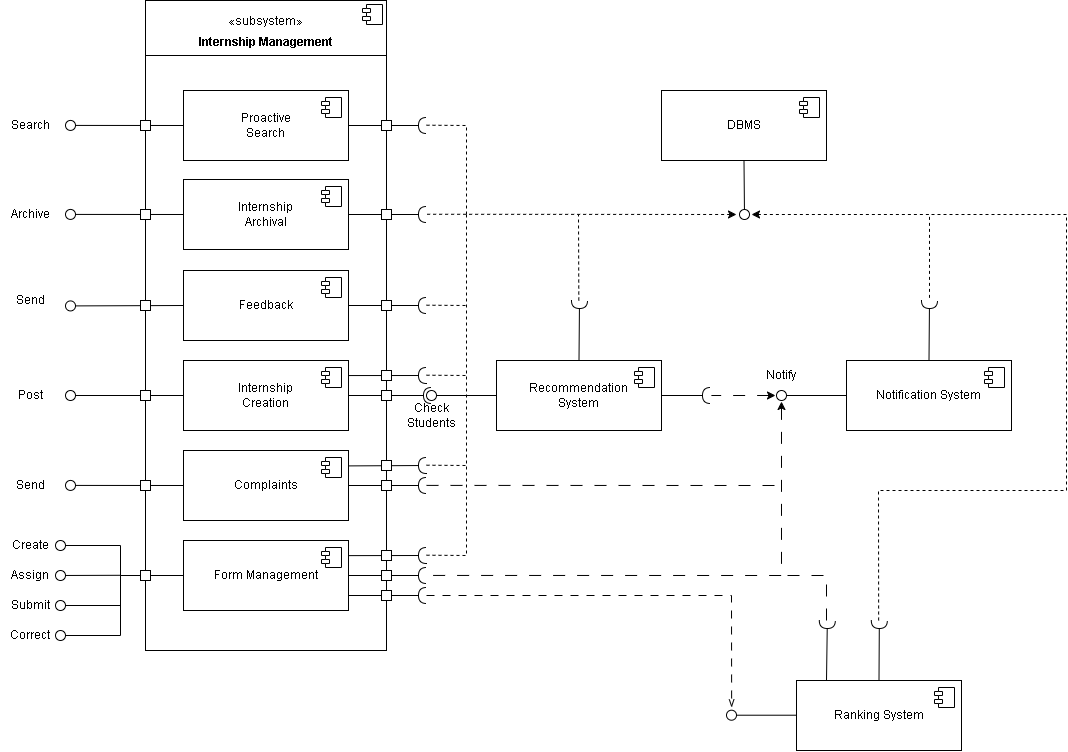 «subsystem»
Internship Management
Search
Proactive
Search
DBMS
Archive
Internship
Archival
Send
Feedback
Post
Internship
Creation
Check
Students
Recommendation
System
Notify
Notification System
Send
Complaints
Create
Assign
Submit
Correct
Form Management
Ranking System